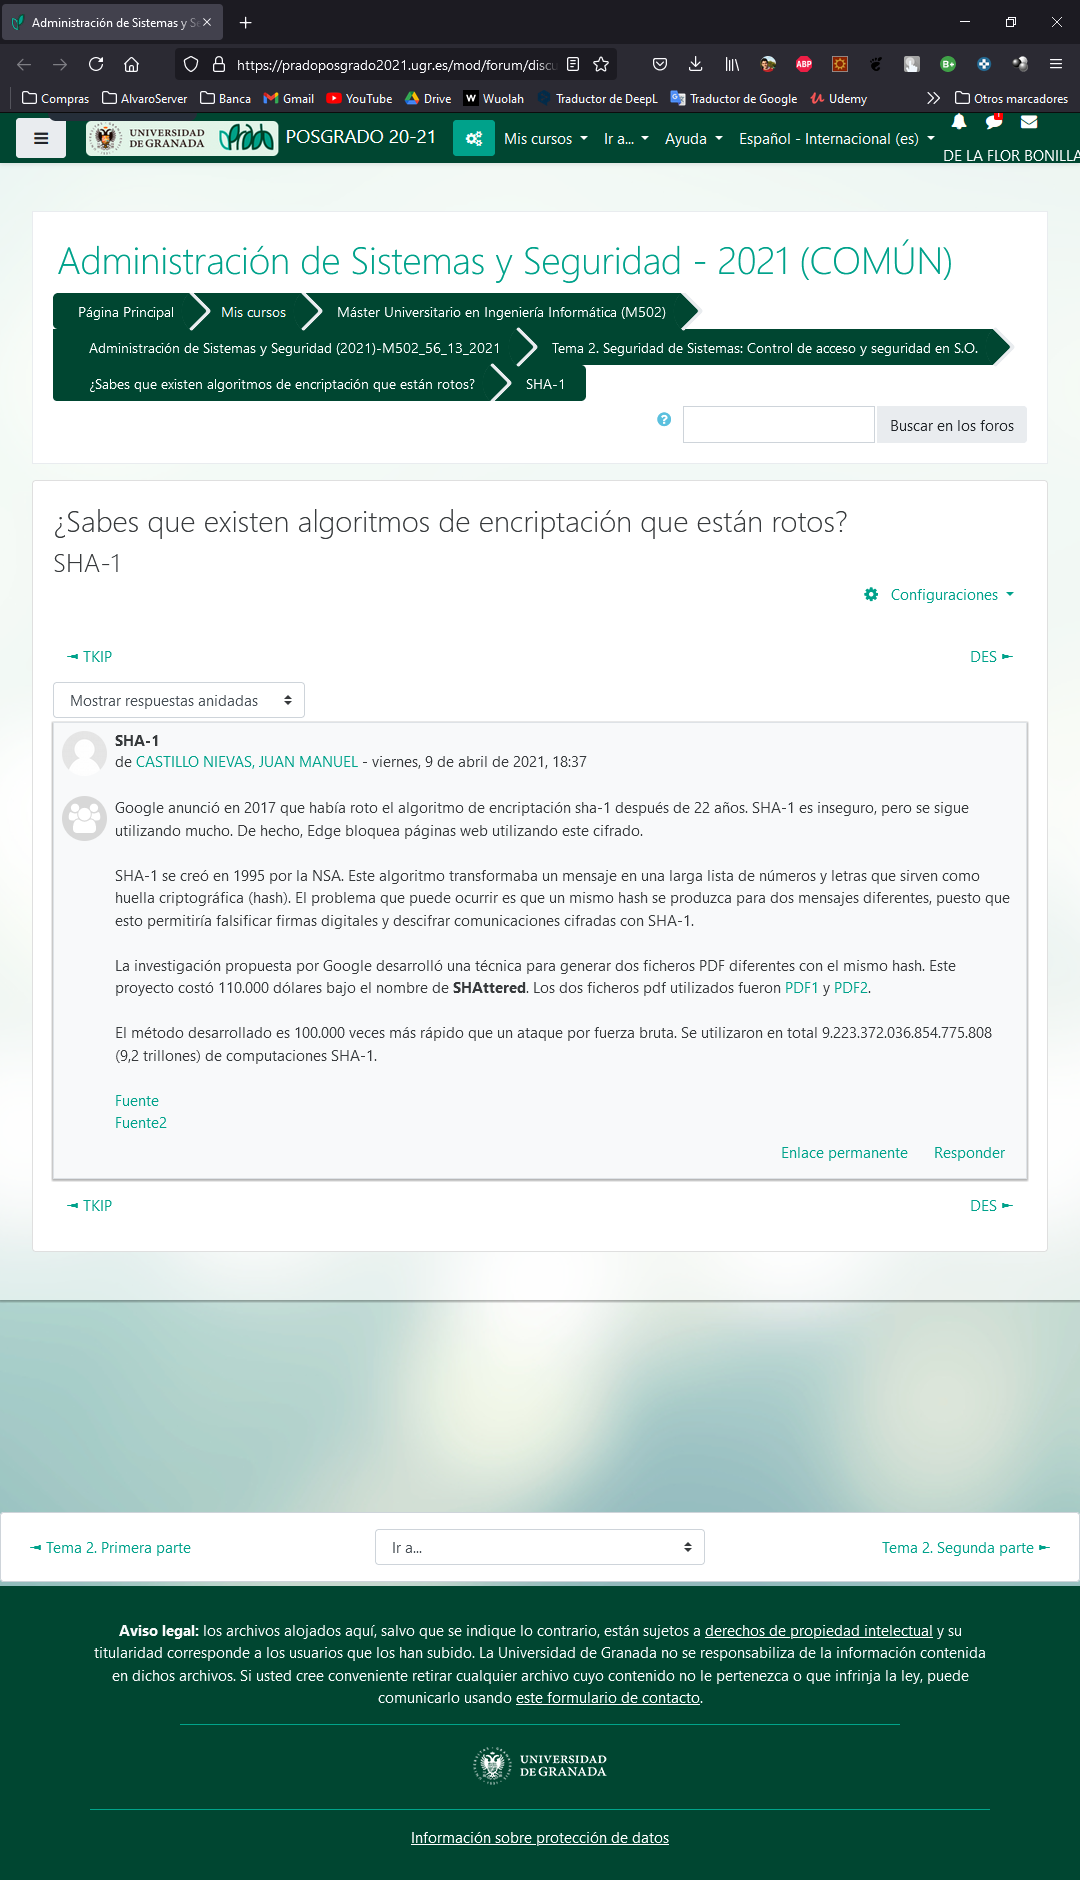 Administración de Sistemas y Se
https://pradoposgrado2021.ugr.es/mod/forum/discu
Compras AlvaroServer Banca Gmail YouTube Drive Wuolah Traductor de DeepL Traductor de Google Udemy Otros marcadores
UNIVERSIDAD DE GRANADA POSGRADO 20-21 Mis cursos Ir a... Ayuda Español - Internacional (es)
DE LA FLOR BONILLA
Administración de Sistemas y Seguridad - 2021 (COMÚN)
Página Principal Mis cursos Máster Universitario en Ingeniería Informática (M502)
Administración de Sistemas y Seguridad (2021)-M502_56_13_2021 Tema 2. Seguridad de Sistemas: Control de acceso y seguridad en S.O.
¿Sabes que existen algoritmos de encriptación que están rotos? SHA-1
Buscar en los foros
¿Sabes que existen algoritmos de encriptación que están rotos?
SHA-1
Configuraciones
◄ TKIP DES ►
Mostrar respuestas anidadas
SHA-1
de CASTILLO NIEVAS, JUAN MANUEL - viernes, 9 de abril de 2021, 18:37
Google anunció en 2017 que había roto el algoritmo de encriptación sha-1 después de 22 años. SHA-1 es inseguro, pero se sigue
utilizando mucho. De hecho, Edge bloquea páginas web utilizando este cifrado.
SHA-1 se creó en 1995 por la NSA. Este algoritmo transformaba un mensaje en una larga lista de números y letras que sirven como
huella criptográfica (hash). El problema que puede ocurrir es que un mismo hash se produzca para dos mensajes diferentes, puesto que
esto permitiría falsificar firmas digitales y descifrar comunicaciones cifradas con SHA-1.
La investigación propuesta por Google desarrolló una técnica para generar dos ficheros PDF diferentes con el mismo hash. Este
proyecto costó 110.000 dólares bajo el nombre de SHAttered. Los dos ficheros pdf utilizados fueron PDF1 y PDF2.
El método desarrollado es 100.000 veces más rápido que un ataque por fuerza bruta. Se utilizaron en total 9.223.372.036.854.775.808
(9,2 trillones) de computaciones SHA-1.
Fuente
Fuente2
Enlace permanente Responder
◄ TKIP DES ►
◄ Tema 2. Primera parte Ir a... Tema 2. Segunda parte ►
Aviso legal: los archivos alojados aquí, salvo que se indique lo contrario, están sujetos a derechos de propiedad intelectual y su
titularidad corresponde a los usuarios que los han subido. La Universidad de Granada no se responsabiliza de la información contenida
en dichos archivos. Si usted cree conveniente retirar cualquier archivo cuyo contenido no le pertenezca o que infrinja la ley, puede
comunicarlo usando este formulario de contacto.
UNIVERSIDAD
DE GRANADA
Información sobre protección de datos